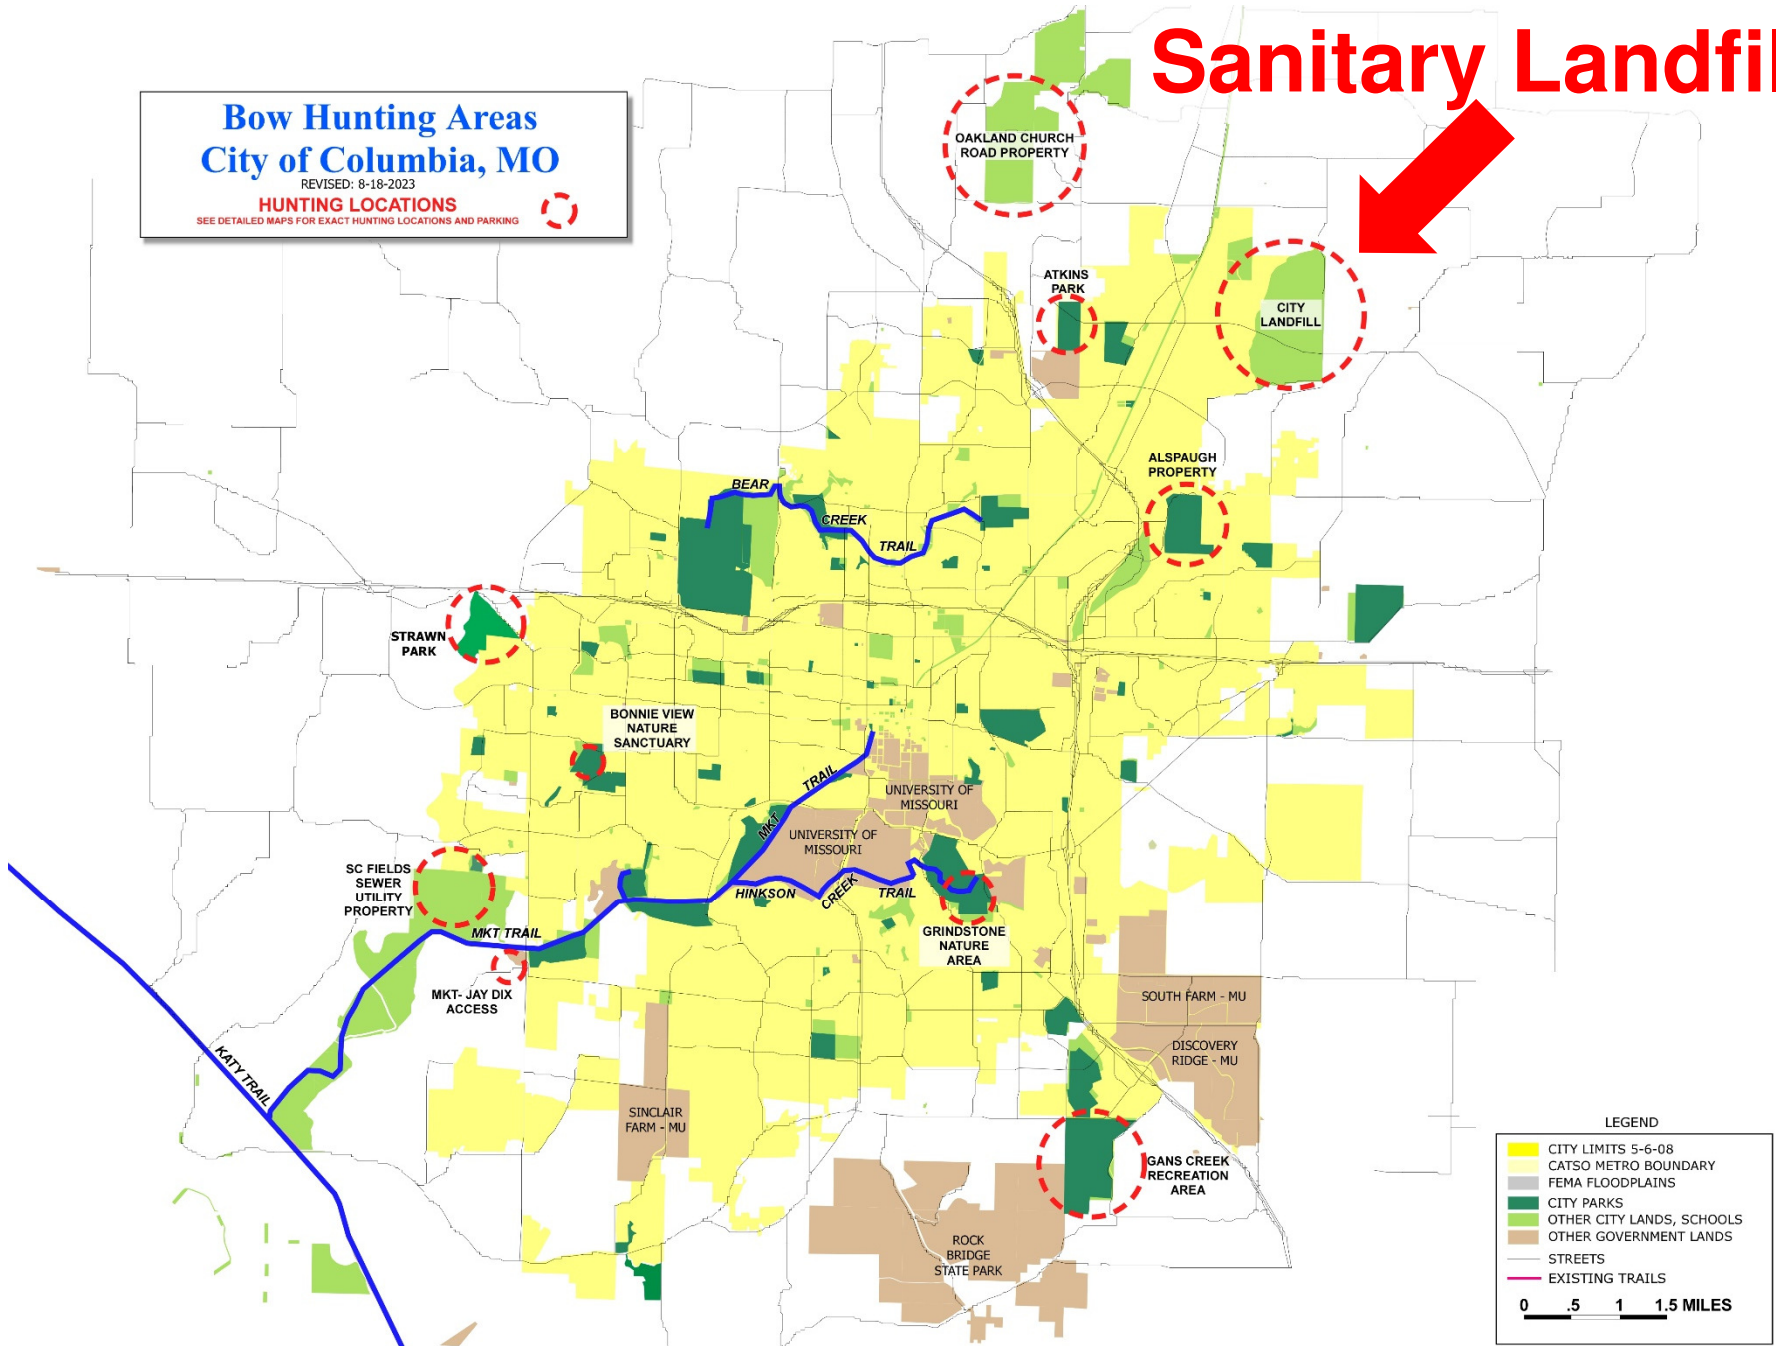 Sanitary Landfil
Bow Hunting Areas
City of Columbia, MO
REVISED: 8-18-2023
HUNTING LOCATIONS
SEE DETAILED MAPS FOR EXACT HUNTING LOCATIONS AND PARKING
OAKLAND CHURCH
ROAD PROPERTY
ATKINS
PARK
CITY
LANDFILL
ALSPAUGH
PROPERTY
BEAR
CREEK
TRAIL
STRAWN
PARK
BONNIE VIEW
NATURE
SANCTUARY
TRAIL
MKT
UNIVERSITY OF
MISSOURI
UNIVERSITY OF
MISSOURI
SC FIELDS
SEWER
UTILITY
PROPERTY
HINKSON
CREEK
TRAIL
MKT TRAIL
GRINDSTONE
NATURE
AREA
MKT- JAY DIX
ACCESS
SOUTH FARM - MU
DISCOVERY
RIDGE - MU
KATY TRAIL
SINCLAIR
FARM - MU
GANS CREEK
RECREATION
AREA
ROCK
BRIDGE
STATE PARK
LEGEND
CITY LIMITS 5-6-08
CATSO METRO BOUNDARY
FEMA FLOODPLAINS
CITY PARKS
OTHER CITY LANDS, SCHOOLS
OTHER GOVERNMENT LANDS
STREETS
EXISTING TRAILS
0 .5 1 1.5 MILES